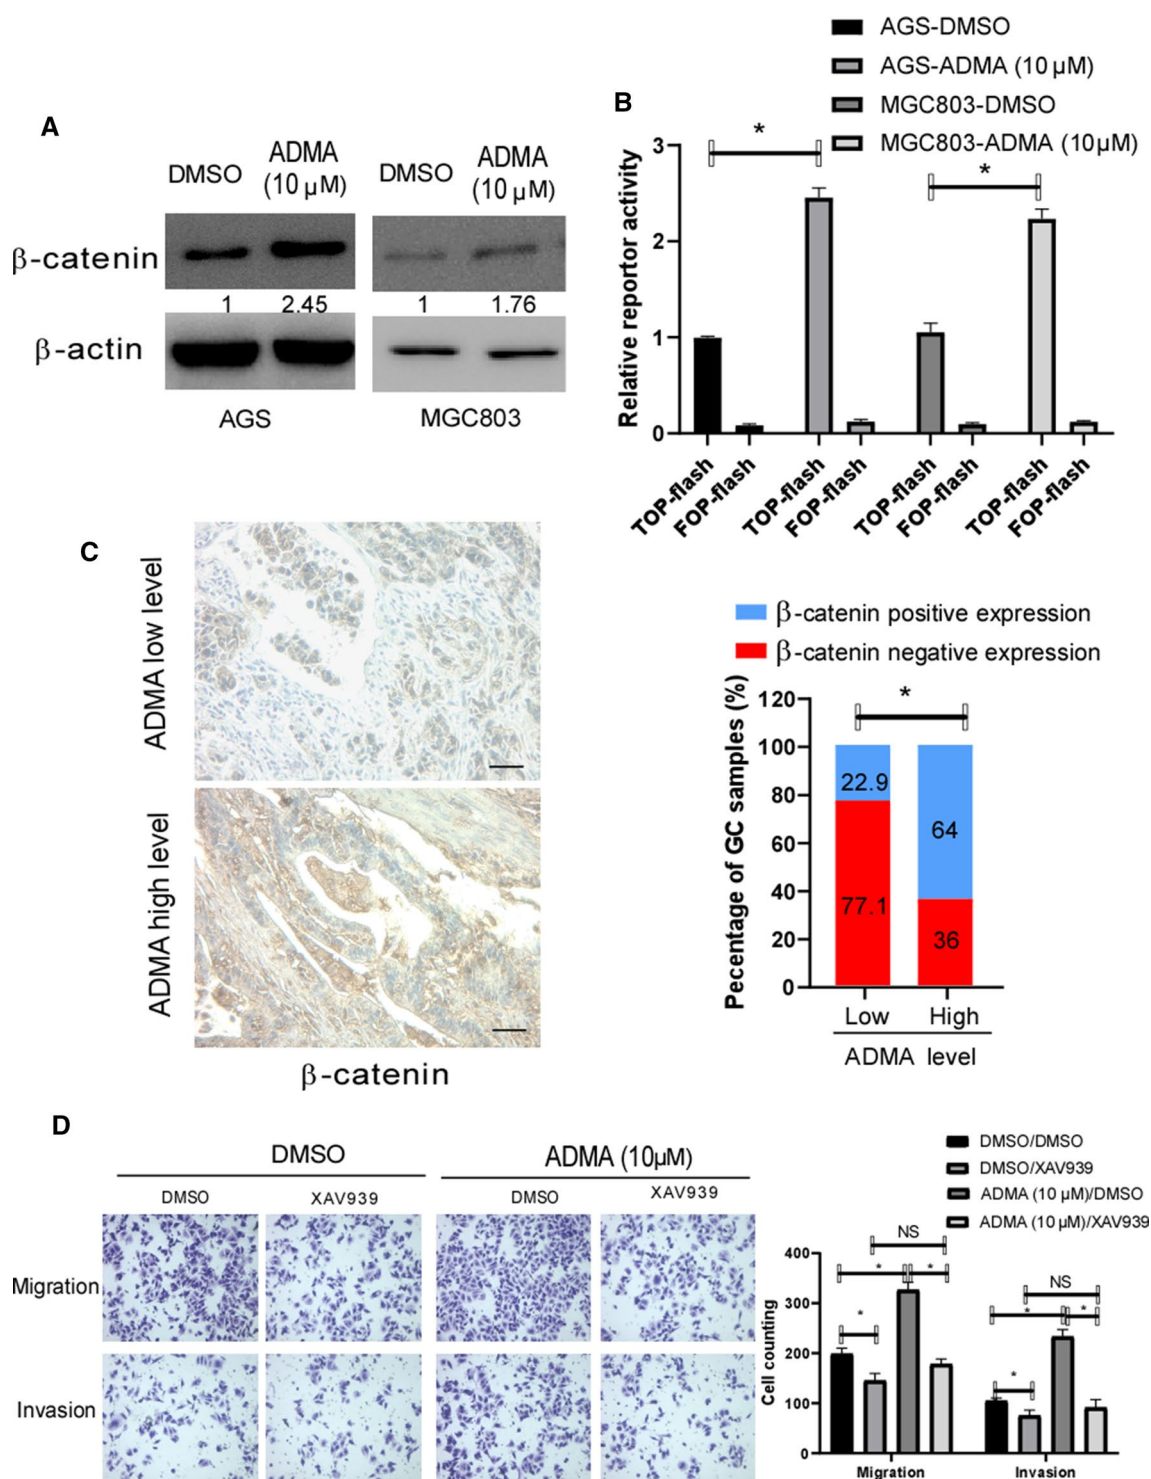 A
DMSO
ADMA
(10 µM)
DMSO
ADMA
(10 µM)
β-catenin
1
2.45
1
1.76
β-actin
AGS
MGC803
B
AGS-DMSO
AGS-ADMA (10 µM)
MGC803-DMSO
MGC803-ADMA (10µM)
*
*
Relative reportor activity
3
2
1
0
TOP-flash
FOP-flash
TOP-flash
FOP-flash
TOP-flash
FOP-flash
TOP-flash
FOP-flash
C
ADMA low level
ADMA high level
β-catenin
β-catenin positive expression
β-catenin negative expression
Pecentage of GC samples (%)
*
120
100
80
60
40
20
0
22.9
77.1
64
36
Low
High
ADMA level
D
DMSO
ADMA (10µM)
DMSO
XAV939
DMSO
XAV939
Migration
Invasion
DMSO/DMSO
DMSO/XAV939
ADMA (10 µM)/DMSO
ADMA (10 µM)/XAV939
Cell counting
400
300
200
100
0
NS
*
*
*
NS
*
*
*
Migration
Invasion